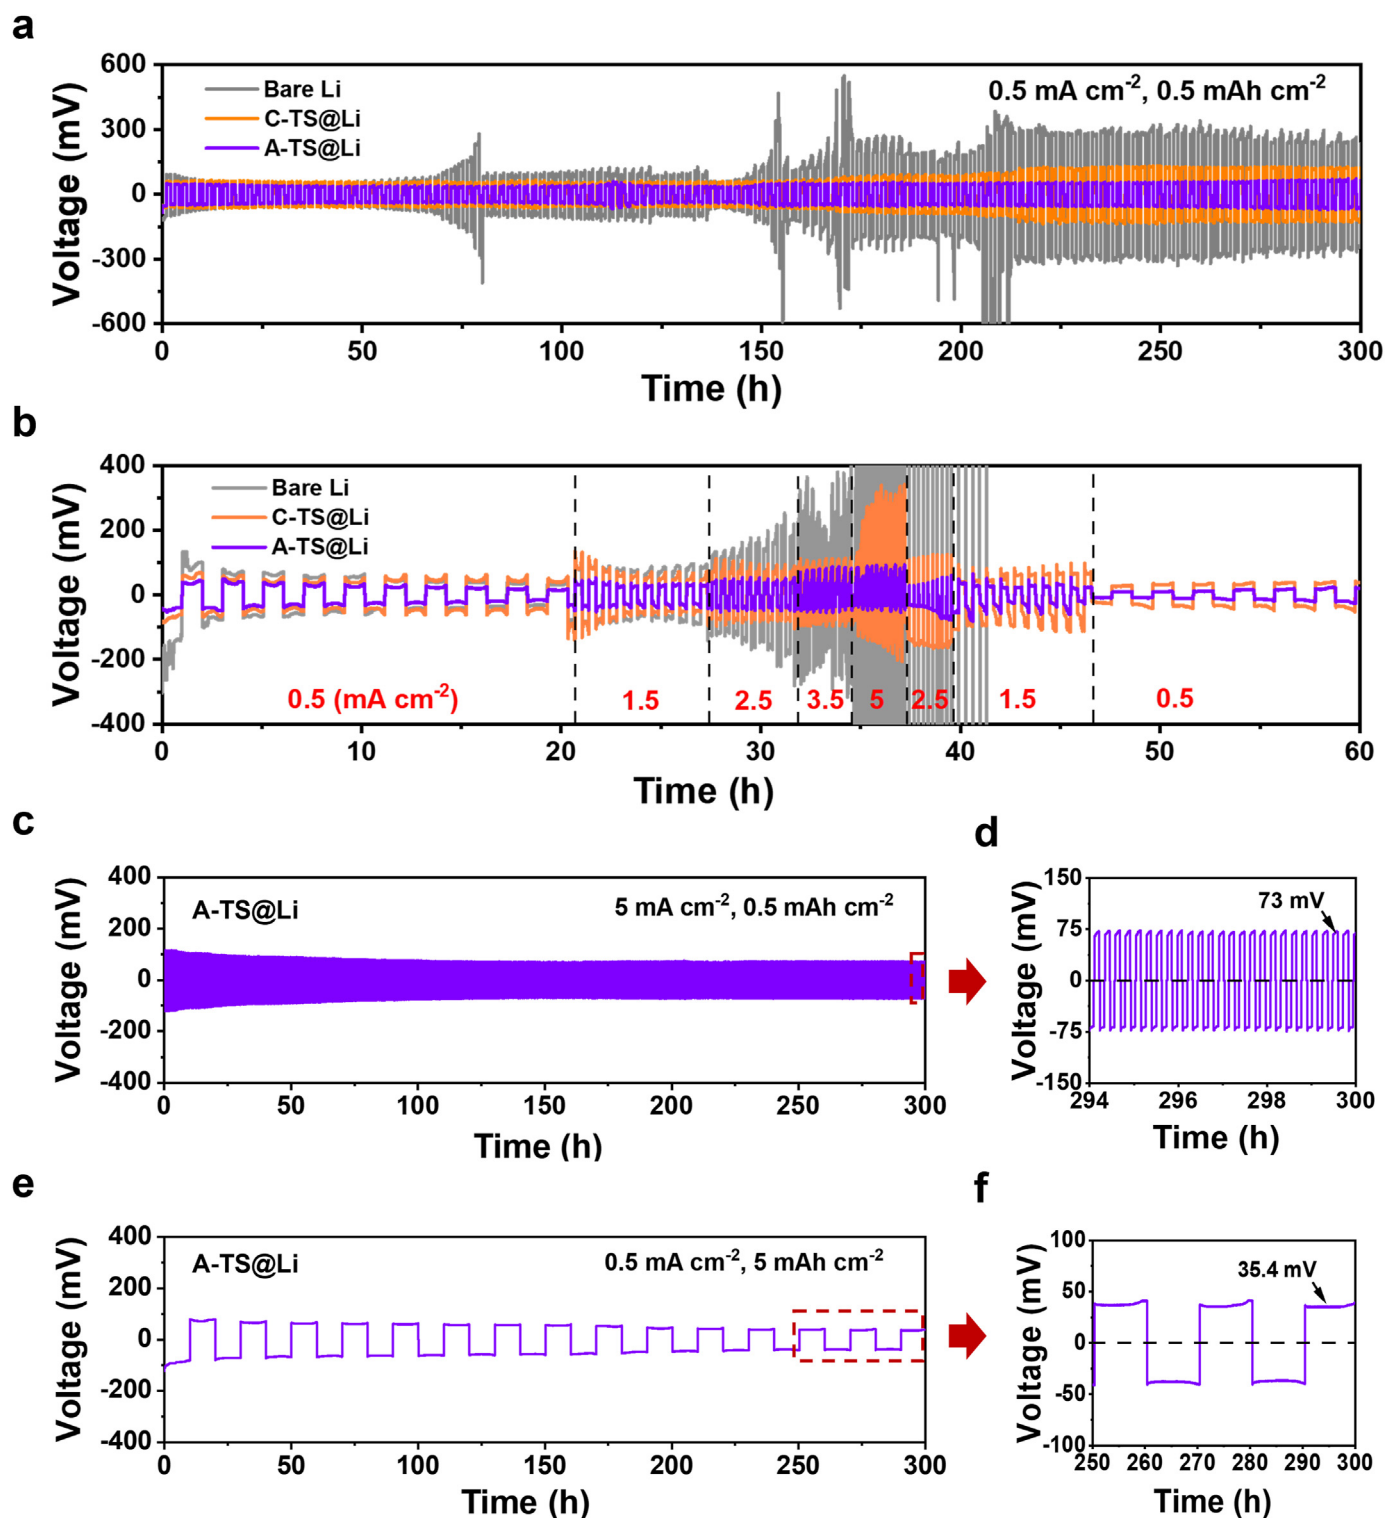 a
600
300
0
-300
-600
Voltage (mV)
Bare Li
C-TS@Li
A-TS@Li
0.5 mA cm-2, 0.5 mAh cm-2
0 50 100 150 200 250 300
Time (h)
b
400
200
0
-200
-400
Voltage (mV)
Bare Li
C-TS@Li
A-TS@Li
0.5 (mA cm-2) 1.5 2.5 3.5 5 2.5 1.5 0.5
0 10 20 30 40 50 60
Time (h)
c
400
200
0
-200
-400
Voltage (mV)
A-TS@Li
5 mA cm-2, 0.5 mAh cm-2
0 50 100 150 200 250 300
Time (h)
d
150
75
0
-75
-150
Voltage (mV)
73 mV
294 296 298 300
Time (h)
e
400
200
0
-200
-400
Voltage (mV)
A-TS@Li
0.5 mA cm-2, 5 mAh cm-2
0 50 100 150 200 250 300
Time (h)
f
100
50
0
-50
-100
Voltage (mV)
35.4 mV
250 260 270 280 290 300
Time (h)